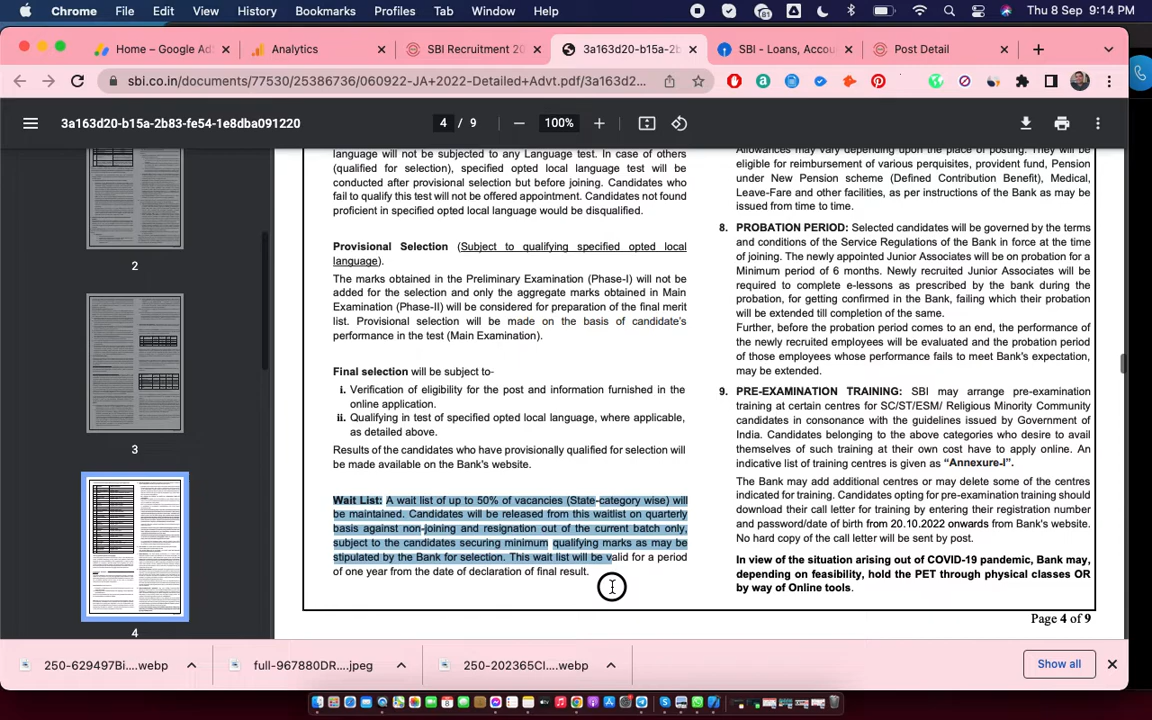 Chrome File Edit View History Bookmarks Profiles Tab Window Help
81
Thu 8 Sep 9:14 PM
Home – Google Ad
Analytics
SBI Recruitment 20
3a163d20-b15a-2b
SBI - Loans, Accou
Post Detail
sbi.co.in/documents/77530/25386736/060922-JA+2022-Detailed+Advt.pdf/3a163d2...
3a163d20-b15a-2b83-fe54-1e8dba091220
4 / 9
100%
2
3
4
language will not be subjected to any Language test. In case of others
(qualified for selection), specified opted local language test will be
conducted after provisional selection but before joining. Candidates who
fail to qualify this test will not be offered appointment. Candidates not found
proficient in specified opted local language would be disqualified.
Provisional Selection (Subject to qualifying specified opted local
language).
The marks obtained in the Preliminary Examination (Phase-I) will not be
added for the selection and only the aggregate marks obtained in Main
Examination (Phase-II) will be considered for preparation of the final merit
list. Provisional selection will be made on the basis of candidate's
performance in the test (Main Examination).
Final selection will be subject to-
i. Verification of eligibility for the post and information furnished in the
online application.
ii. Qualifying in test of specified opted local language, where applicable,
as detailed above.
Results of the candidates who have provisionally qualified for selection will
be made available on the Bank's website.
Wait List: A wait list of up to 50% of vacancies (State-category wise) will
be maintained. Candidates will be released from this waitlist on quarterly
basis against non-joining and resignation out of the current batch only,
subject to the candidates securing minimum qualifying marks as may be
stipulated by the Bank for selection. This wait list will be valid for a period
of one year from the date of declaration of final result.
Allowances may vary depending upon the place of posting. They will be
eligible for reimbursement of various perquisites, provident fund, Pension
under New Pension scheme (Defined Contribution Benefit), Medical,
Leave-Fare and other facilities, as per instructions of the Bank as may be
issued from time to time.
8. PROBATION PERIOD: Selected candidates will be governed by the terms
and conditions of the Service Regulations of the Bank in force at the time
of joining. The newly appointed Junior Associates will be on probation for a
Minimum period of 6 months. Newly recruited Junior Associates will be
required to complete e-lessons as prescribed by the bank during the
probation, for getting confirmed in the Bank, failing which their probation
will be extended till completion of the same.
Further, before the probation period comes to an end, the performance of
the newly recruited employees will be evaluated and the probation period
of those employees whose performance fails to meet Bank's expectation,
may be extended.
9. PRE-EXAMINATION TRAINING: SBI may arrange pre-examination
training at certain centres for SC/ST/ESM/ Religious Minority Community
candidates in consonance with the guidelines issued by Government of
India. Candidates belonging to the above categories who desire to avail
themselves of such training at their own cost have to apply online. An
indicative list of training centres is given as “Annexure-I”.
The Bank may add additional centres or may delete some of the centres
indicated for training. Candidates opting for pre-examination training should
download their call letter for training by entering their registration number
and password/date of birth from 20.10.2022 onwards from Bank's website.
No hard copy of the call letter will be sent by post.
In view of the situation arising out of COVID-19 pandemic, Bank may,
depending on feasibility, hold the PET through physical classes OR
by way of Online tools.
Page 4 of 9
250-629497Bi....webp
full-967880DR....jpeg
250-202365CI....webp
Show all